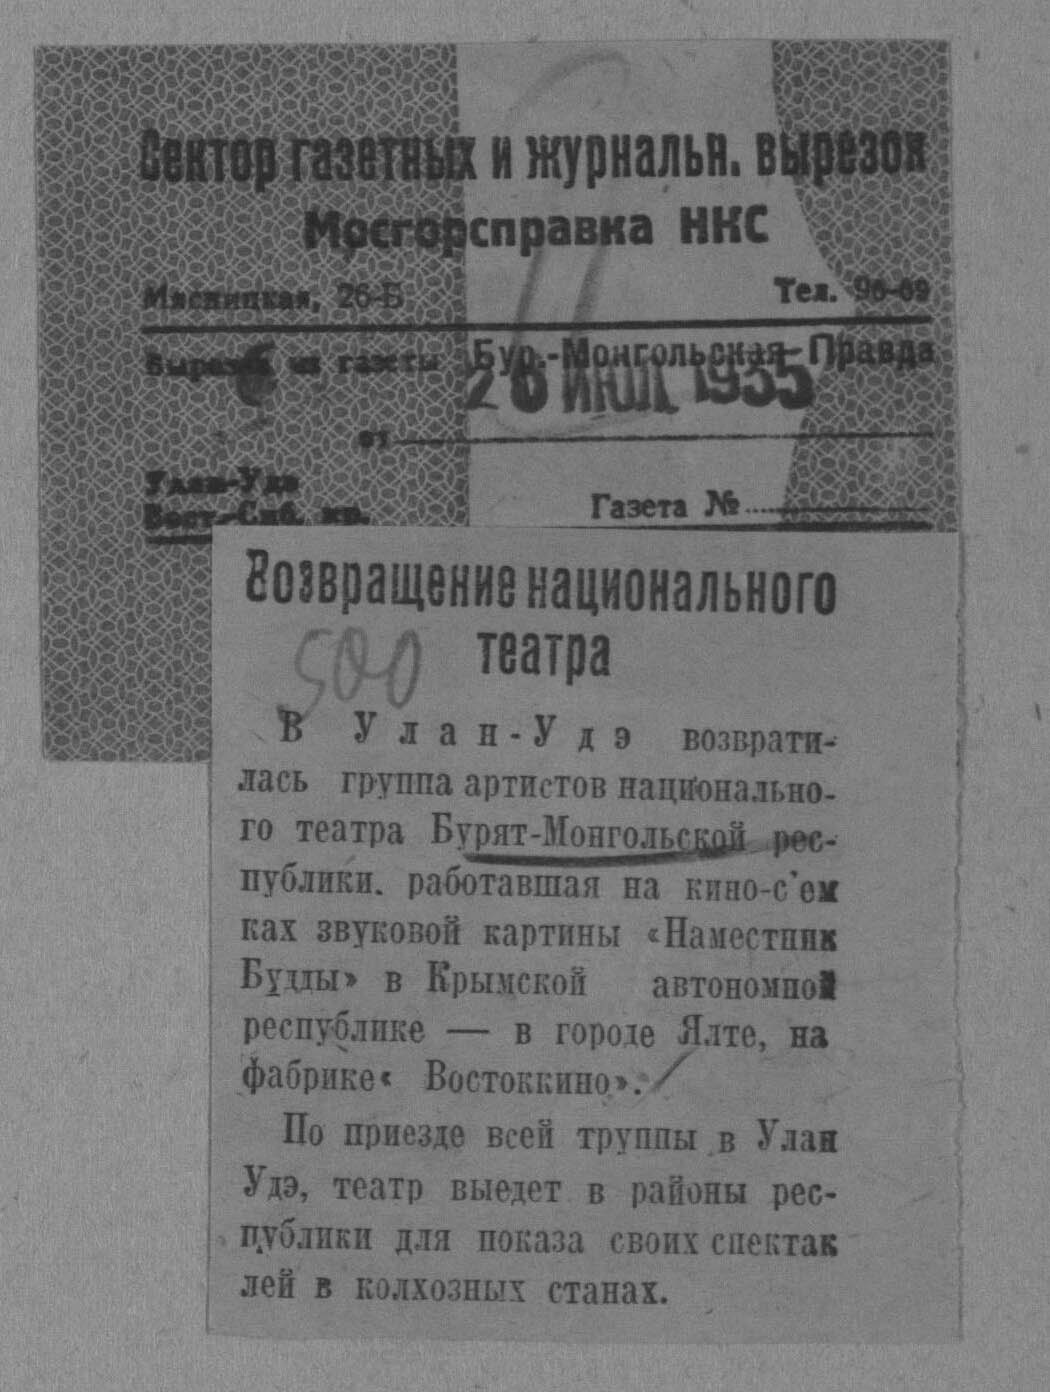 Сектор газетных и журнальн. вырезок
Мосгорсправка НКС
Мясницкая, 26-Б Тел. 96-69
Вырезка из газеты Бур.-Монгольская Правда
26 ИЮЛ 1935
от
Улан-Удэ
Вост.-Сиб. кр. Газета №
Возвращение национального
театра
500
В Улан-Удэ возврати-
лась группа артистов национально-
го театра Бурят-Монгольской рес-
публики. работавшая на кино-с'ем
ках звуковой картины «Наместник
Будды» в Крымской автономной
республике — в городе Ялте, на
фабрике« Востоккино».
По приезде всей труппы в Улан
Удэ, театр выедет в районы рес-
публики для показа своих спектак
лей в колхозных станах.